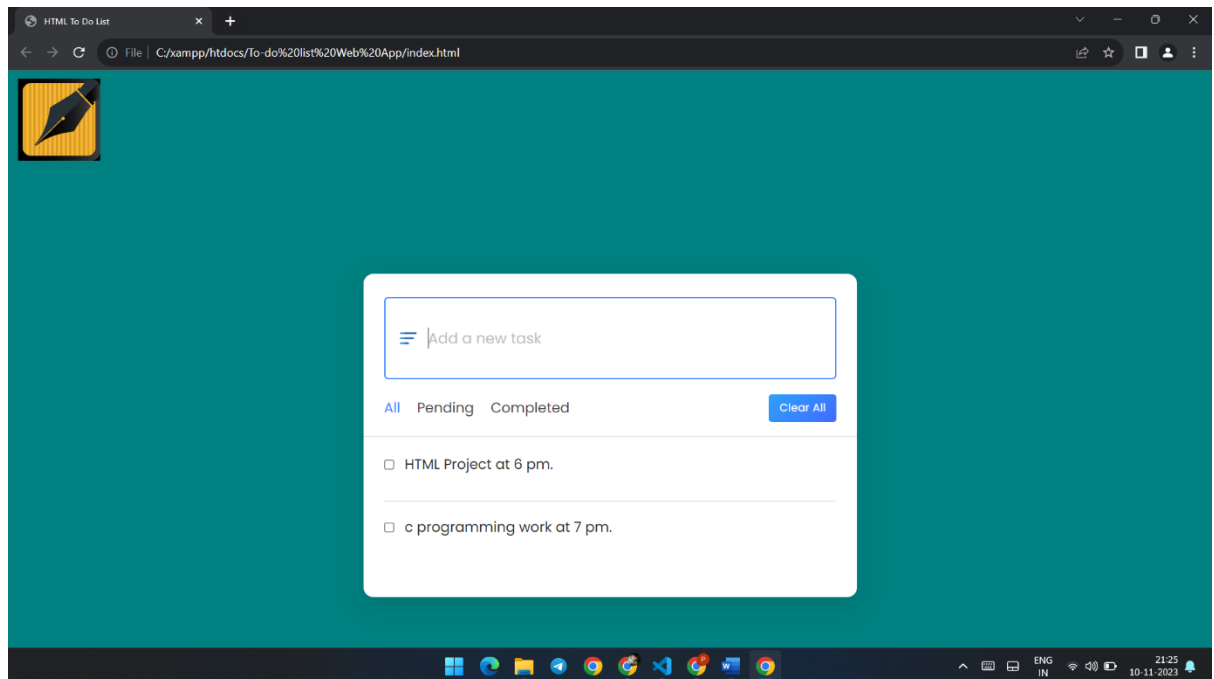 HTML To Do List
File C:/xampp/htdocs/To-do%20list%20Web%20App/index.html
Add a new task
All Pending Completed Clear All
HTML Project at 6 pm.
c programming work at 7 pm.
ENG 21:25
IN 10-11-2023